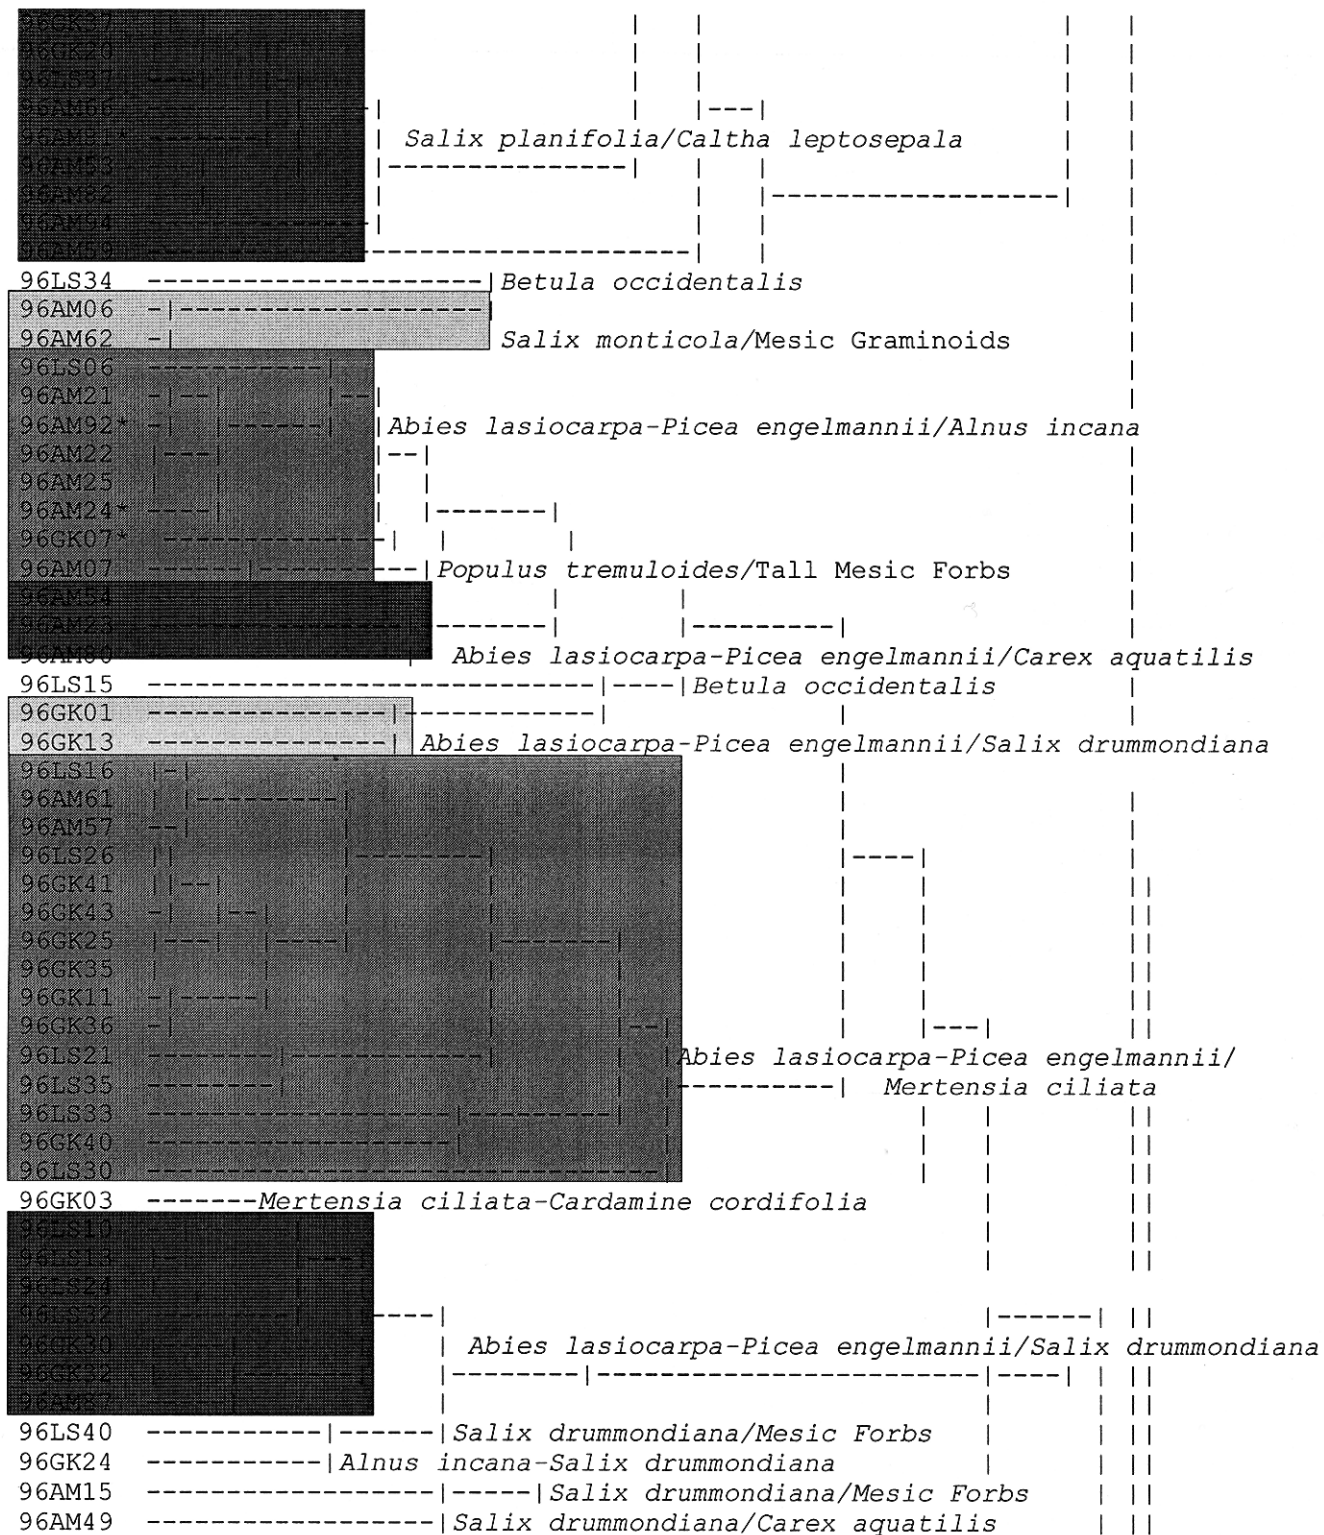 96GK37
96GK20
96LS37
96AM66
96AM91*
Salix planifolia/Caltha leptosepala
96AM53
96AM82
96AM94
96AM59
96LS34 Betula occidentalis
96AM06
96AM62 Salix monticola/Mesic Graminoids
96LS06
96AM21
96AM92* Abies lasiocarpa-Picea engelmannii/Alnus incana
96AM22
96AM25
96AM24*
96GK07*
96AM07 Populus tremuloides/Tall Mesic Forbs
96AM54
96AM23
96AM80 Abies lasiocarpa-Picea engelmannii/Carex aquatilis
96LS15 Betula occidentalis
96GK01
96GK13 Abies lasiocarpa-Picea engelmannii/Salix drummondiana
96LS16
96AM61
96AM57
96LS26
96GK41
96GK43
96GK25
96GK35
96GK11
96GK36
96LS21 Abies lasiocarpa-Picea engelmannii/
96LS35 Mertensia ciliata
96LS33
96GK40
96LS30
96GK03 Mertensia ciliata-Cardamine cordifolia
96LS10
96LS13
96LS24
96LS32
96GK30 Abies lasiocarpa-Picea engelmannii/Salix drummondiana
96GK32
96AM87
96LS40 Salix drummondiana/Mesic Forbs
96GK24 Alnus incana-Salix drummondiana
96AM15 Salix drummondiana/Mesic Forbs
96AM49 Salix drummondiana/Carex aquatilis